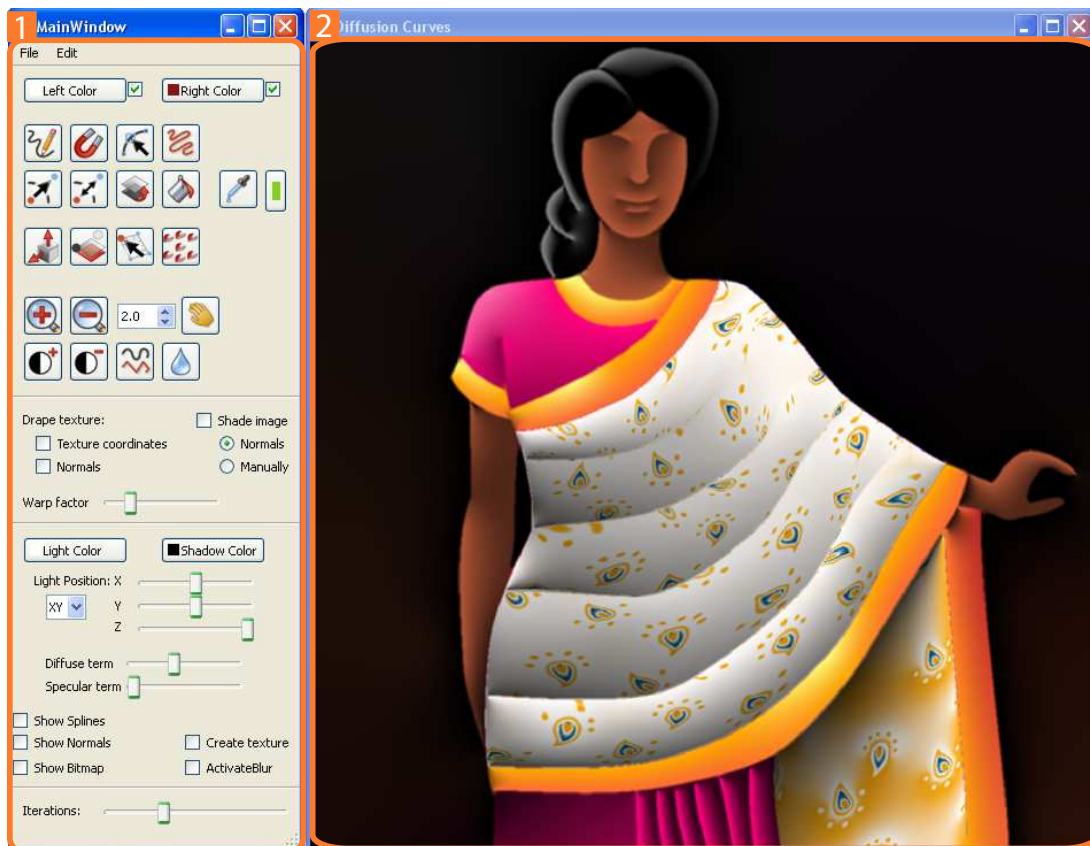 1 MainWindow
2 Diffusion Curves
File Edit
Left Color Right Color
2.0
Drape texture: Shade image
Texture coordinates Normals
Normals Manually
Warp factor
Light Color Shadow Color
Light Position: X
XY Y
Z
Diffuse term
Specular term
Show Splines
Show Normals Create texture
Show Bitmap ActivateBlur
Iterations: